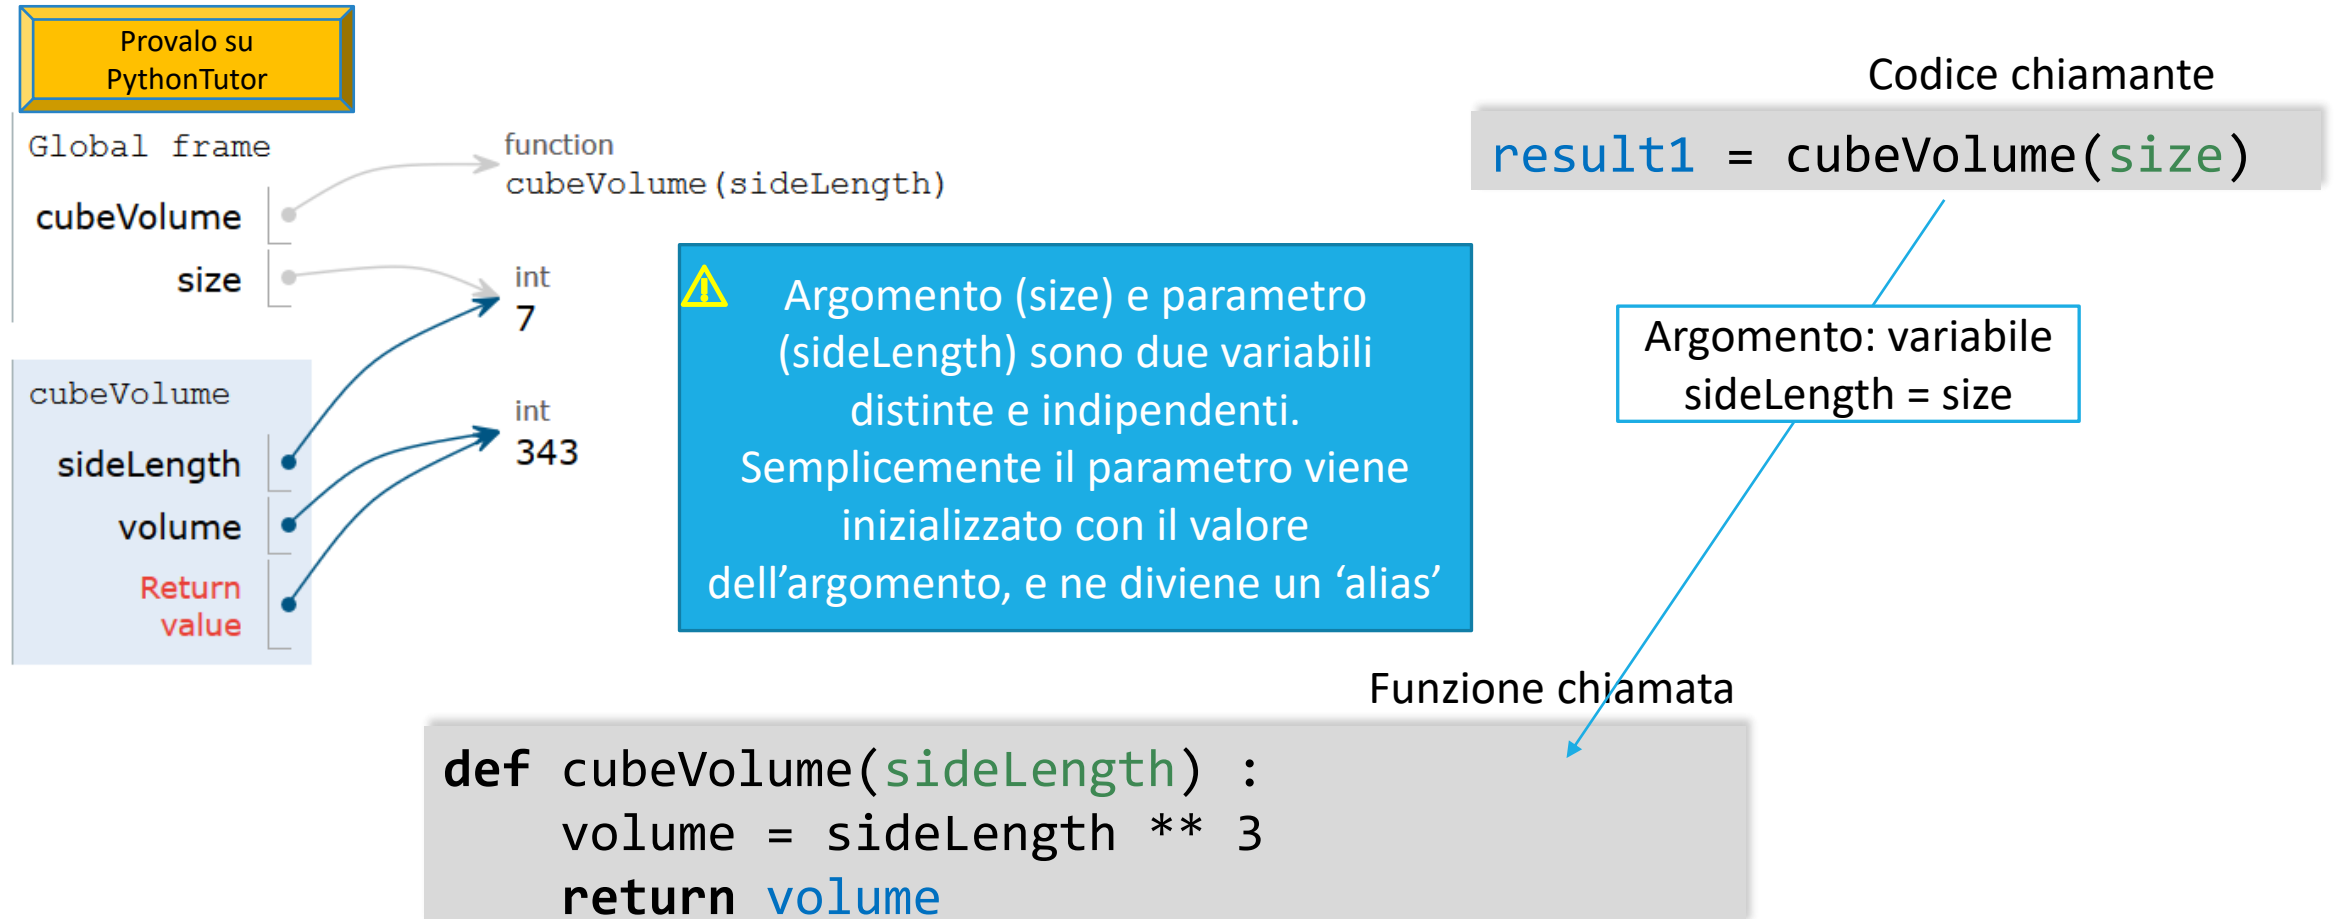 Provalo su
PythonTutor
Global frame
cubeVolume
size
function
cubeVolume(sideLength)
int
7
cubeVolume
sideLength
volume
Return
value
int
343
Argomento (size) e parametro
(sideLength) sono due variabili
distinte e indipendenti.
Semplicemente il parametro viene
inizializzato con il valore
dell’argomento, e ne diviene un ‘alias’
Codice chiamante
result1 = cubeVolume(size)
Argomento: variabile
sideLength = size
Funzione chiamata
def cubeVolume(sideLength) :
    volume = sideLength ** 3
    return volume